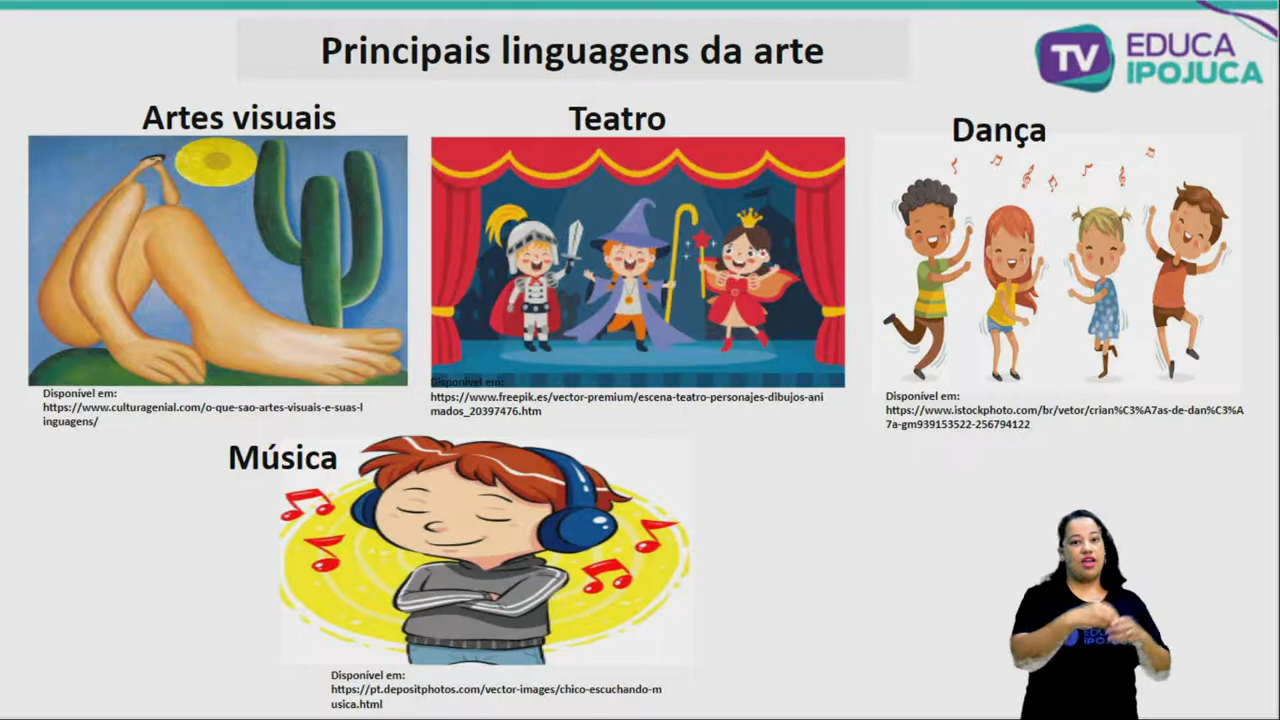 Principais linguagens da arte
TV EDUCA
IPOJUCA
Artes visuais
Teatro
Dança
Disponível em:
https://www.culturagenial.com/o-que-sao-artes-visuais-e-suas-l
inguagens/
Disponível em:
https://www.freepik.es/vector-premium/escena-teatro-personajes-dibujos-ani
mados_20397476.htm
Disponível em:
https://www.istockphoto.com/br/vetor/crian%C3%A7as-de-dan%C3%A
7a-gm939153522-256794122
Música
Disponível em:
https://pt.depositphotos.com/vector-images/chico-escuchando-m
usica.html